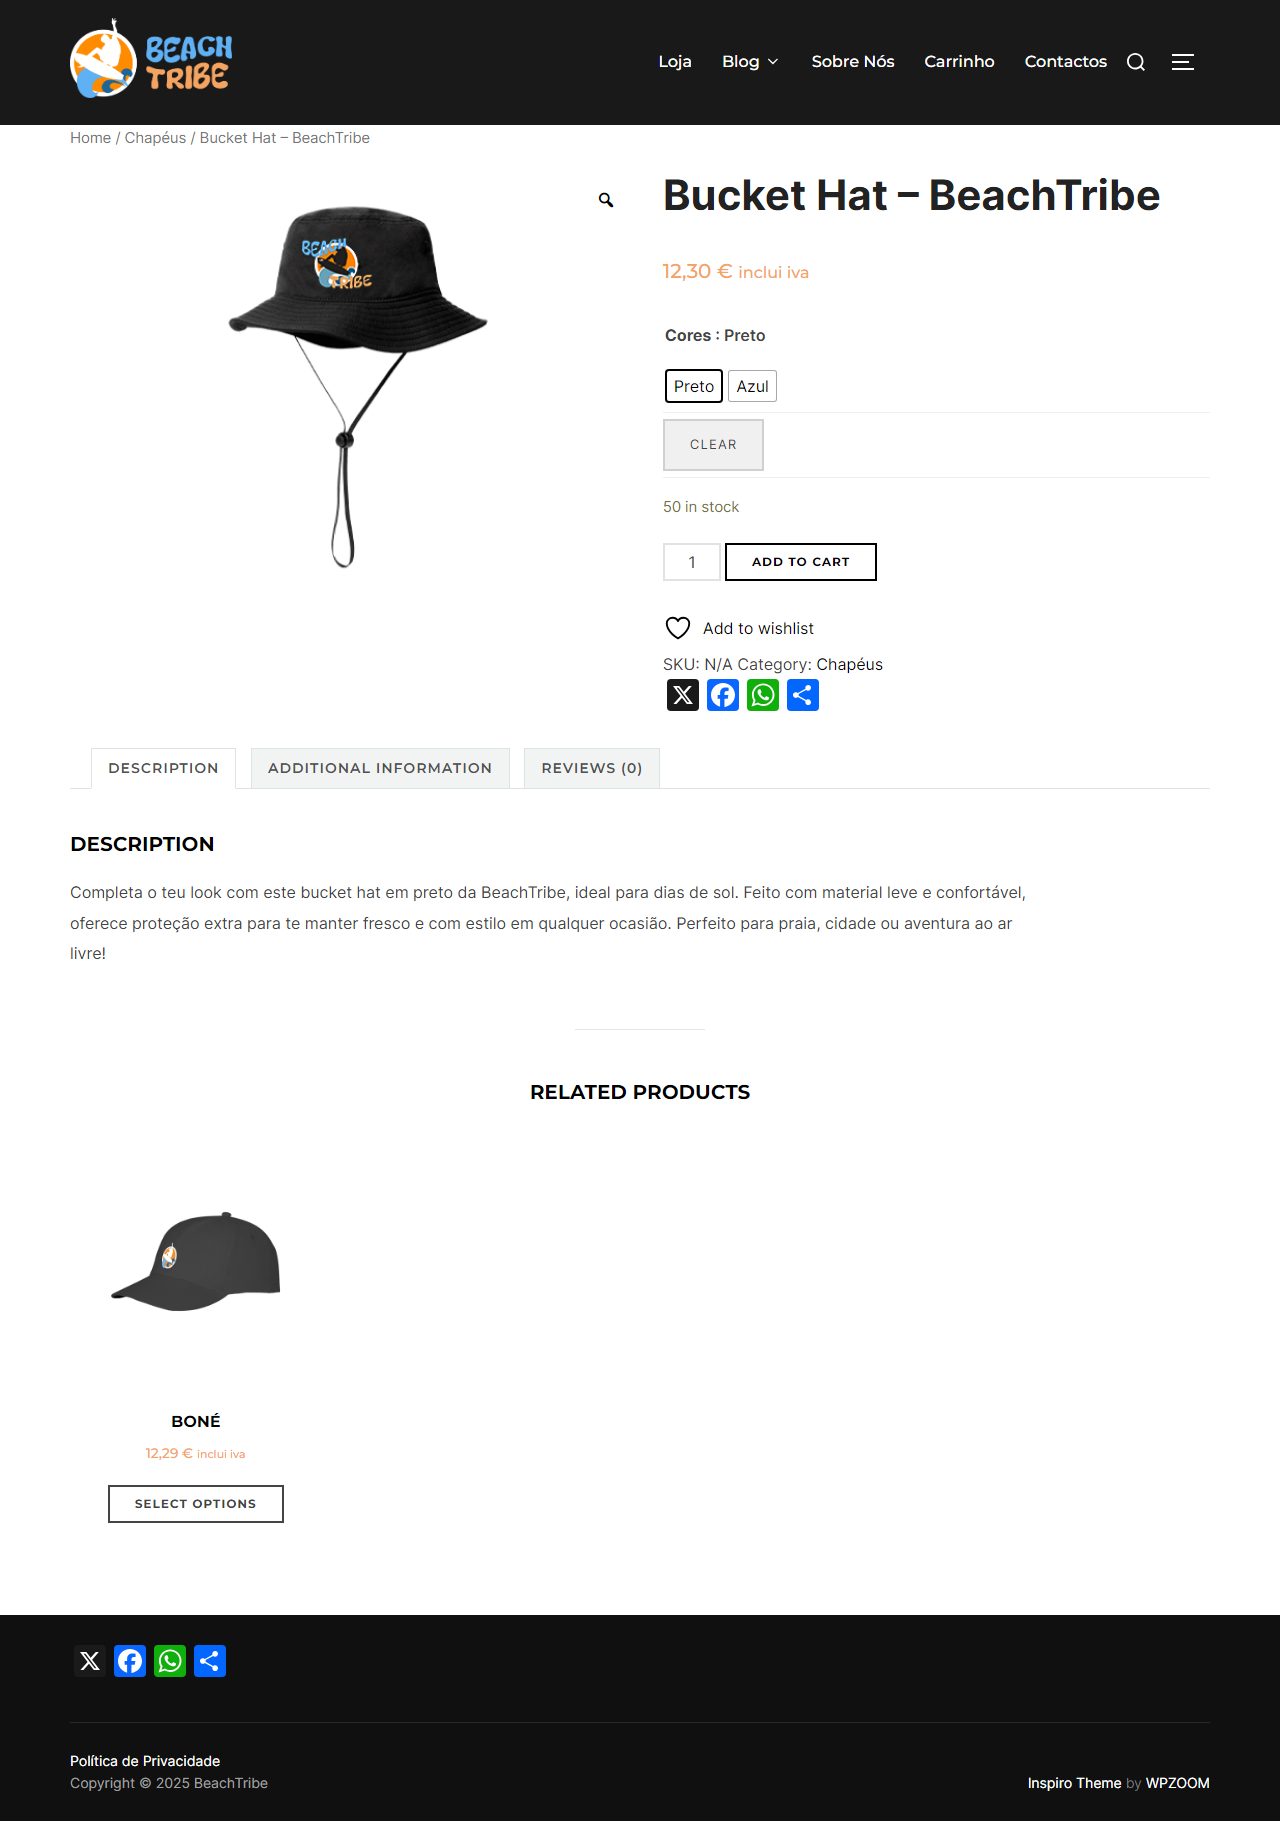 BEACH
TRIBE
Loja Blog Sobre Nós Carrinho Contactos
Home / Chapéus / Bucket Hat – BeachTribe
Bucket Hat – BeachTribe
BEACH
TRIBE
12,30 € inclui iva
Cores : Preto
Preto Azul
CLEAR
50 in stock
1 ADD TO CART
Add to wishlist
SKU: N/A Category: Chapéus
DESCRIPTION ADDITIONAL INFORMATION REVIEWS (0)
DESCRIPTION
Completa o teu look com este bucket hat em preto da BeachTribe, ideal para dias de sol. Feito com material leve e confortável,
oferece proteção extra para te manter fresco e com estilo em qualquer ocasião. Perfeito para praia, cidade ou aventura ao ar
livre!
RELATED PRODUCTS
BONÉ
12,29 € inclui iva
SELECT OPTIONS
Política de Privacidade
Copyright © 2025 BeachTribe
Inspiro Theme by WPZOOM